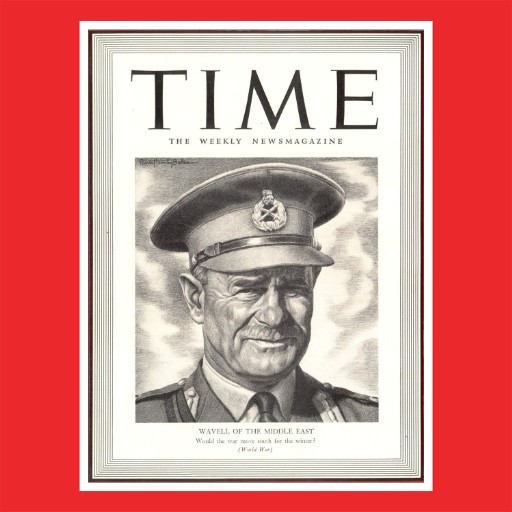 TIME
THE WEEKLY NEWSMAGAZINE
WAVELL OF THE MIDDLE EAST
Would the war move south for the winter?
(World War)